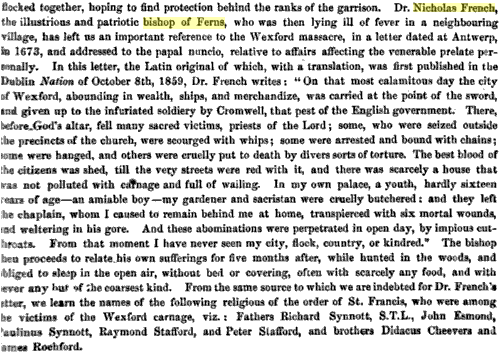 flocked together, hoping to find protection behind the ranks of the garrison. Dr. Nicholas French,
the illustrious and patriotic bishop of Ferns, who was then lying ill of fever in a neighbouring
village, has left us an important reference to the Wexford massacre, in a letter dated at Antwerp,
in 1673, and addressed to the papal nuncio, relative to affairs affecting the venerable prelate per-
sonally. In this letter, the Latin original of which, with a translation, was first published in the
Dublin Nation of October 8th, 1859, Dr. French writes: "On that most calamitous day the city
of Wexford, abounding in wealth, ships, and merchandize, was carried at the point of the sword,
and given up to the infuriated soldiery by Cromwell, that pest of the English government. There,
before God's altar, fell many sacred victims, priests of the Lord; some, who were seized outside
the precincts of the church, were scourged with whips; some were arrested and bound with chains;
some were hanged, and others were cruelly put to death by divers sorts of torture. The best blood of
the citizens was shed, till the very streets were red with it, and there was scarcely a house that
was not polluted with carnage and full of wailing. In my own palace, a youth, hardly sixteen
years of age—an amiable boy—my gardener and sacristan were cruelly butchered: and they left
the chaplain, whom I caused to remain behind me at home, transpierced with six mortal wounds,
and weltering in his gore. And these abominations were perpetrated in open day, by impious cut-
throats. From that moment I have never seen my city, flock, country, or kindred." The bishop
then proceeds to relate his own sufferings for five months after, while hunted in the woods, and
obliged to sleep in the open air, without bed or covering, often with scarcely any food, and with
never any but of the coarsest kind. From the same source to which we are indebted for Dr. French's
letter, we learn the names of the following religious of the order of St. Francis, who were among
the victims of the Wexford carnage, viz.: Fathers Richard Synnott, S.T.L., John Esmond,
Paulinus Synnott, Raymond Stafford, and Peter Stafford, and brothers Didacus Cheevers and
James Rochford.